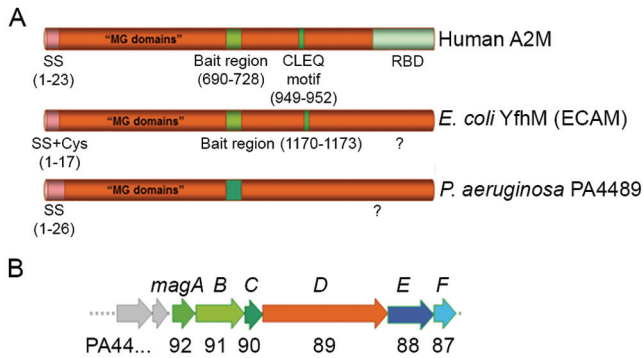 A
"MG domains" Human A2M
SS Bait region CLEQ RBD
(1-23) (690-728) motif
(949-952)
"MG domains" E. coli YfhM (ECAM)
SS+Cys Bait region (1170-1173) ?
(1-17)
"MG domains" P. aeruginosa PA4489
SS ?
(1-26)
B
magA B C D E F
PA44... 92 91 90 89 88 87